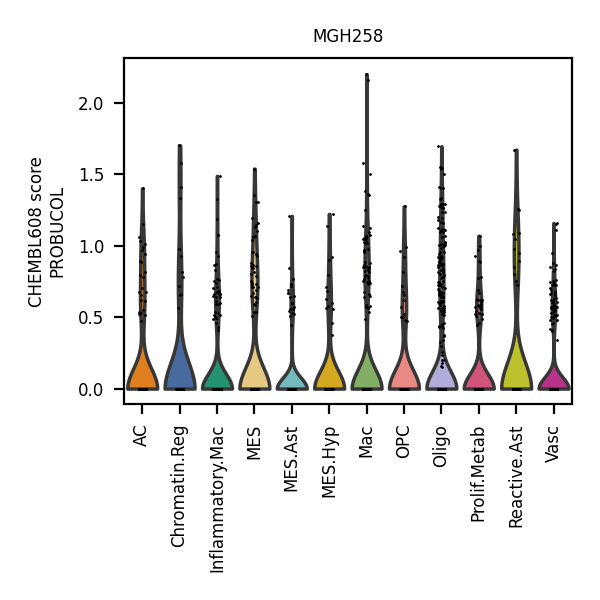 MGH258
CHEMBL608 score
PROBUCOL
2.0
1.5
1.0
0.5
0.0
AC
Chromatin.Reg
Inflammatory.Mac
MES
MES.Ast
MES.Hyp
Mac
OPC
Oligo
Prolif.Metab
Reactive.Ast
Vasc